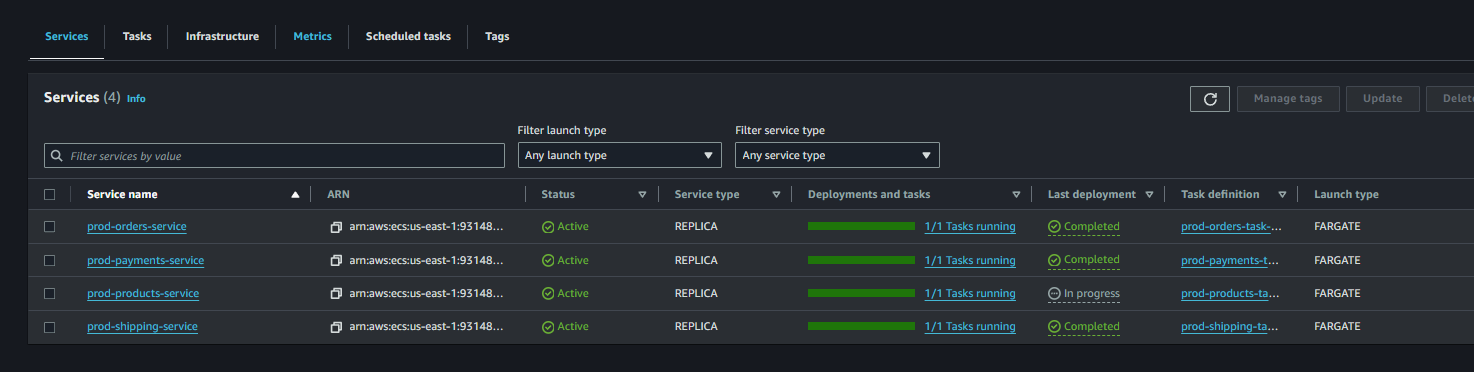 Services Tasks Infrastructure Metrics Scheduled tasks Tags
Services (4) Info
Manage tags Update Delet
Filter launch type Filter service type
Filter services by value Any launch type Any service type
Service name ARN Status Service type Deployments and tasks Last deployment Task definition Launch type
prod-orders-service arn:aws:ecs:us-east-1:93148... Active REPLICA 1/1 Tasks running Completed prod-orders-task-... FARGATE
prod-payments-service arn:aws:ecs:us-east-1:93148... Active REPLICA 1/1 Tasks running Completed prod-payments-t... FARGATE
prod-products-service arn:aws:ecs:us-east-1:93148... Active REPLICA 1/1 Tasks running In progress prod-products-ta... FARGATE
prod-shipping-service arn:aws:ecs:us-east-1:93148... Active REPLICA 1/1 Tasks running Completed prod-shipping-ta... FARGATE